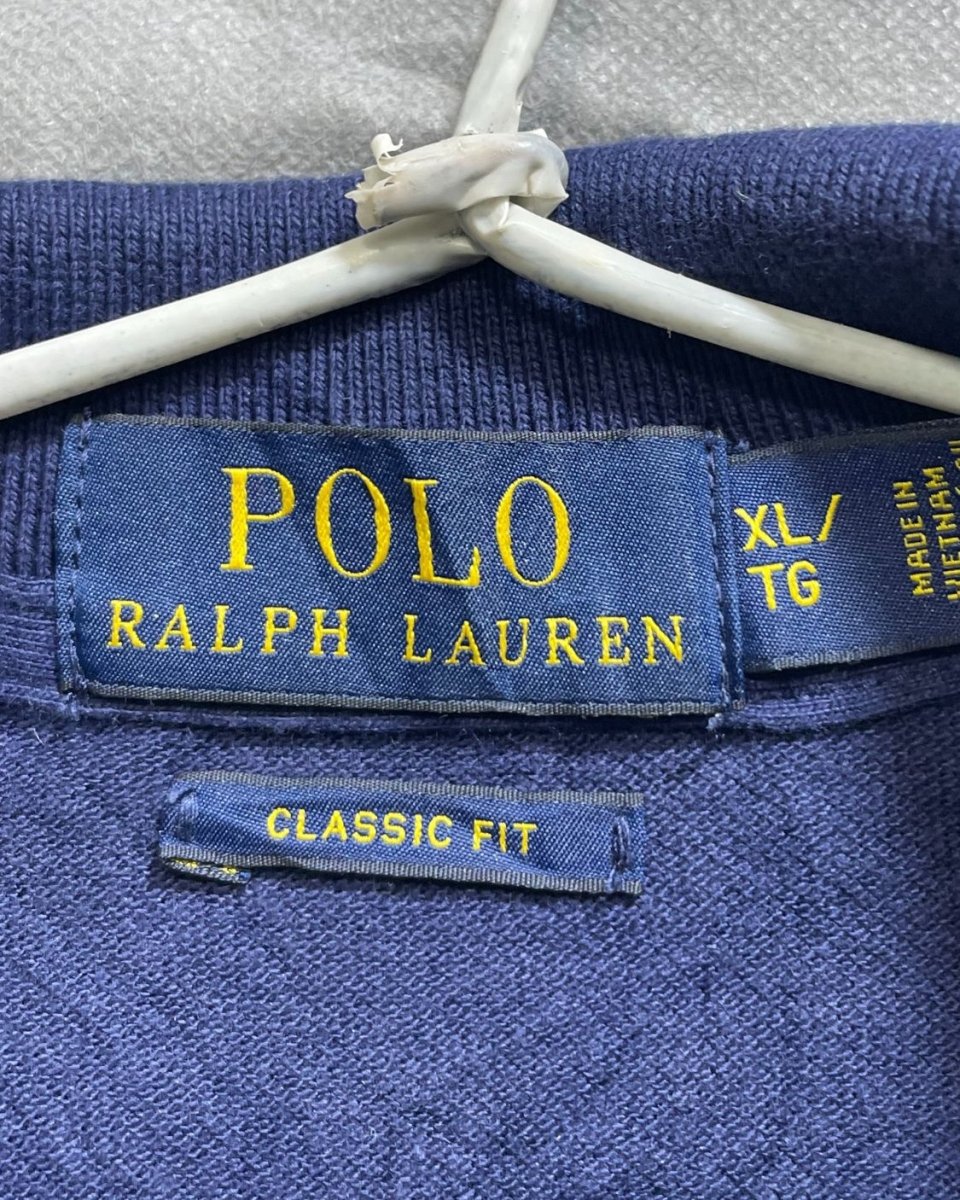 POLO
RALPH LAUREN
XL/
TG
MADE IN
VIETNAM
CLASSIC FIT